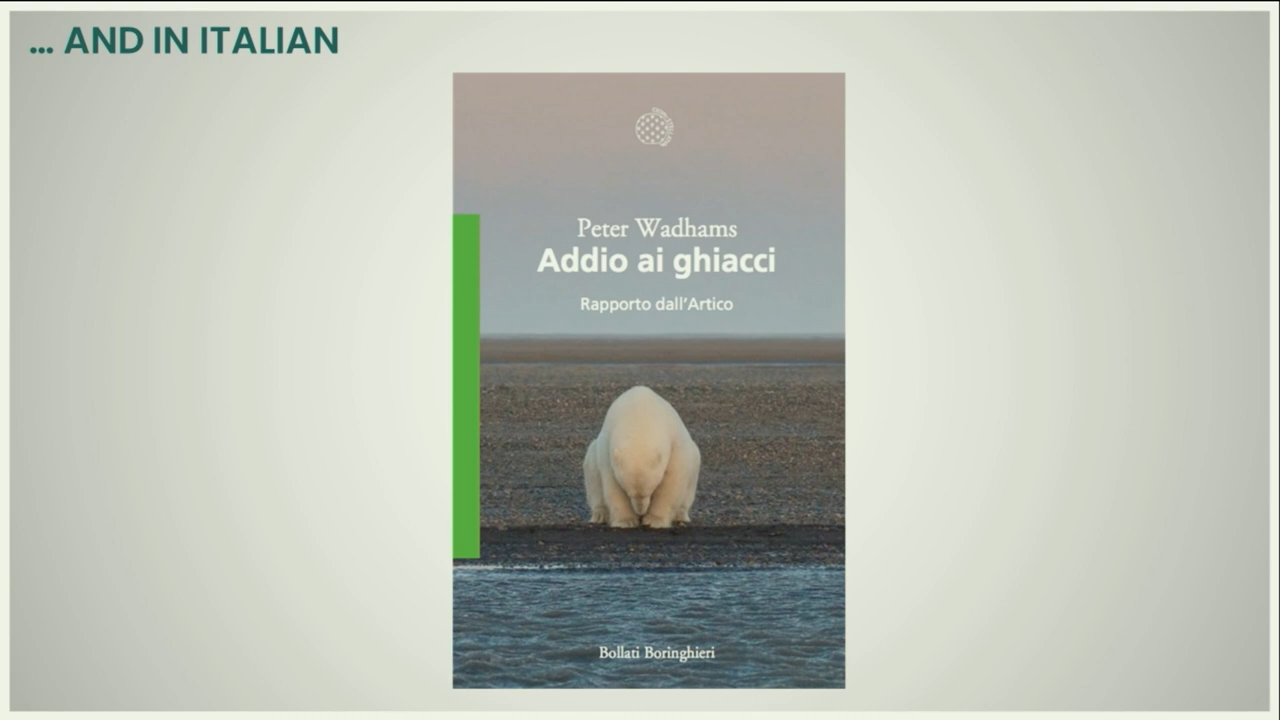 ... AND IN ITALIAN
Peter Wadhams
Addio ai ghiacci
Rapporto dall'Artico
Bollati Boringhieri